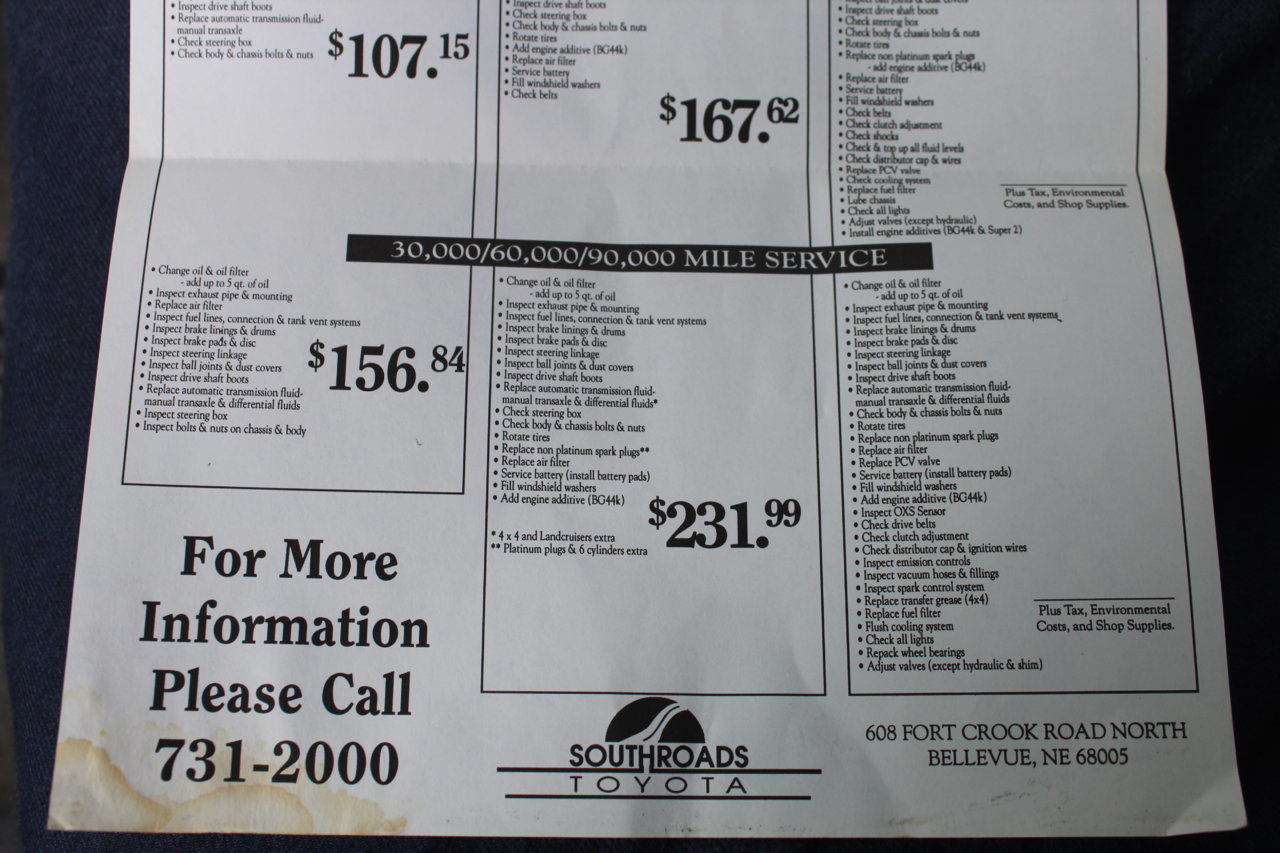 • Inspect drive shaft boots
• Replace automatic transmission fluid-
manual transaxle
• Check steering box
• Check body & chassis bolts & nuts
$107.15
• Inspect drive shaft boots
• Check steering box
• Check body & chassis bolts & nuts
• Rotate tires
• Add engine additive (BG44k)
• Replace air filter
• Service battery
• Fill windshield washers
• Check belts
$167.62
• Inspect ball joints & dust covers
• Inspect drive shaft boots
• Check steering box
• Check body & chassis bolts & nuts
• Rotate tires
• Replace non platinum spark plugs
- add engine additive (BG44k)
• Replace air filter
• Service battery
• Fill windshield washers
• Check belts
• Check clutch adjustment
• Check shocks
• Check & top up all fluid levels
• Check distributor cap & wires
• Replace PCV valve
• Check cooling system
• Replace fuel filter
• Lube chassis
• Check all lights
• Adjust valves (except hydraulic)
• Install engine additives (BG44k & Super 2)
Plus Tax, Environmental
Costs, and Shop Supplies.
30,000/60,000/90,000 MILE SERVICE
• Change oil & oil filter
- add up to 5 qt. of oil
• Inspect exhaust pipe & mounting
• Replace air filter
• Inspect fuel lines, connection & tank vent systems
• Inspect brake linings & drums
• Inspect brake pads & disc
• Inspect steering linkage
• Inspect ball joints & dust covers
• Inspect drive shaft boots
• Replace automatic transmission fluid-
manual transaxle & differential fluids
• Inspect steering box
• Inspect bolts & nuts on chassis & body
$156.84
• Change oil & oil filter
- add up to 5 qt. of oil
• Inspect exhaust pipe & mounting
• Inspect fuel lines, connection & tank vent systems
• Inspect brake linings & drums
• Inspect brake pads & disc
• Inspect steering linkage
• Inspect ball joints & dust covers
• Inspect drive shaft boots
• Replace automatic transmission fluid-
manual transaxle & differential fluids*
• Check steering box
• Check body & chassis bolts & nuts
• Rotate tires
• Replace non platinum spark plugs**
• Replace air filter
• Service battery (install battery pads)
• Fill windshield washers
• Add engine additive (BG44k)
$231.99
* 4 x 4 and Landcruisers extra
** Platinum plugs & 6 cylinders extra
• Change oil & oil filter
- add up to 5 qt. of oil
• Inspect exhaust pipe & mounting
• Inspect fuel lines, connection & tank vent systems
• Inspect brake linings & drums
• Inspect brake pads & disc
• Inspect steering linkage
• Inspect ball joints & dust covers
• Inspect drive shaft boots
• Replace automatic transmission fluid-
manual transaxle & differential fluids
• Check body & chassis bolts & nuts
• Rotate tires
• Replace non platinum spark plugs
• Replace air filter
• Replace PCV valve
• Service battery (install battery pads)
• Fill windshield washers
• Add engine additive (BG44k)
• Inspect OXS Sensor
• Check drive belts
• Check clutch adjustment
• Check distributor cap & ignition wires
• Inspect emission controls
• Inspect vacuum hoses & fillings
• Inspect spark control system
• Replace transfer grease (4x4)
• Replace fuel filter
• Flush cooling system
• Check all lights
• Repack wheel bearings
• Adjust valves (except hydraulic & shim)
Plus Tax, Environmental
Costs, and Shop Supplies.
For More
Information
Please Call
731-2000
SOUTHROADS
TOYOTA
608 FORT CROOK ROAD NORTH
BELLEVUE, NE 68005